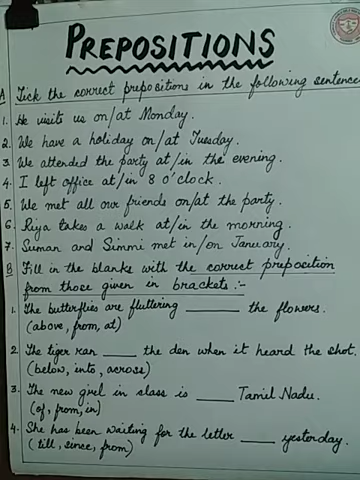 PREPOSITIONS
A Tick the correct prepositions in the following sentence
1. He visits us on/at Monday.
2. We have a holiday on/at Tuesday.
3. We attended the party at/in the evening.
4. I left office at/in 8 o'clock.
5. We met all our friends on/at the party.
6. Riya takes a walk at/in the morning.
7. Suman and Simmi met in/on January.
B Fill in the blanks with the correct preposition
from those given in brackets :-
1. The butterflies are fluttering ______ the flowers.
(above, from, at)
2. The tiger ran ____ the den when it heard the shot.
(below, into, across)
3. The new girl in class is ____ Tamil Nadu.
(of, from, in)
4. She has been waiting for the letter ____ yesterday.
(till, since, from)